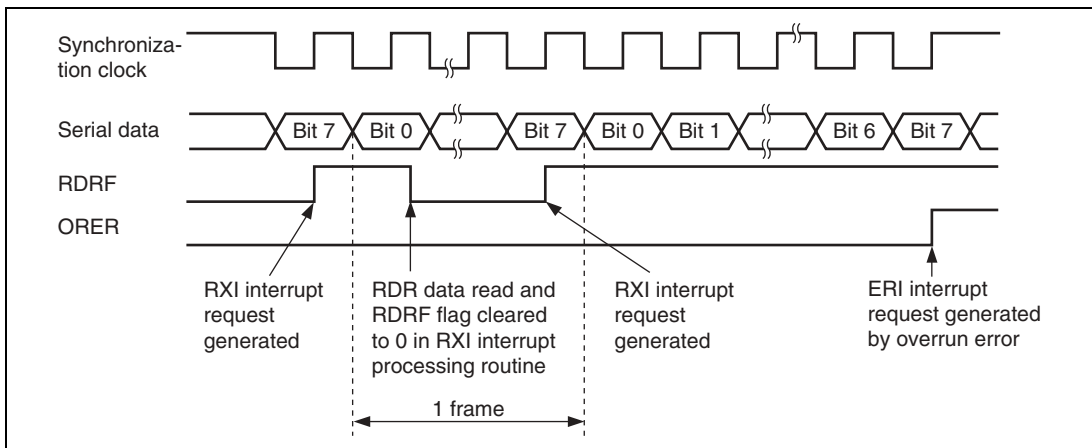 Synchroniza-
tion clock
Serial data
Bit 7
Bit 0
Bit 7
Bit 0
Bit 1
Bit 6
Bit 7
RDRF
ORER
RXI interrupt
request
generated
RDR data read and
RDRF flag cleared
to 0 in RXI interrupt
processing routine
RXI interrupt
request
generated
ERI interrupt
request generated
by overrun error
1 frame